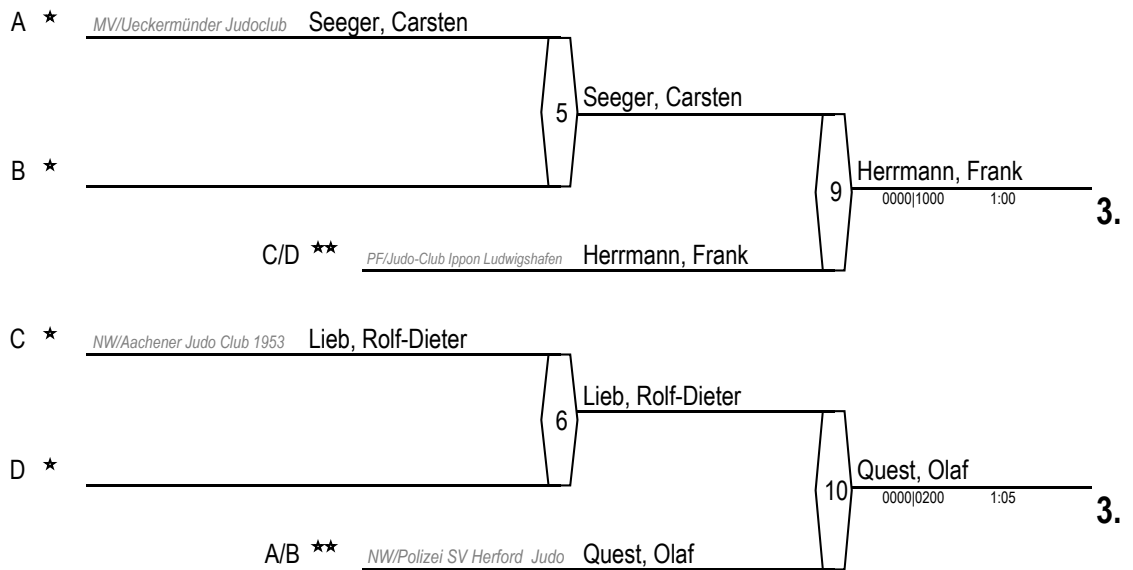 A ★ MV/Ueckermünder Judoclub Seeger, Carsten
5 Seeger, Carsten
B ★
9 Herrmann, Frank
0000|1000 1:00
3.
C/D ★★ PF/Judo-Club Ippon Ludwigshafen Herrmann, Frank
C ★ NW/Aachener Judo Club 1953 Lieb, Rolf-Dieter
6 Lieb, Rolf-Dieter
D ★
10 Quest, Olaf
0000|0200 1:05
3.
A/B ★★ NW/Polizei SV Herford Judo Quest, Olaf